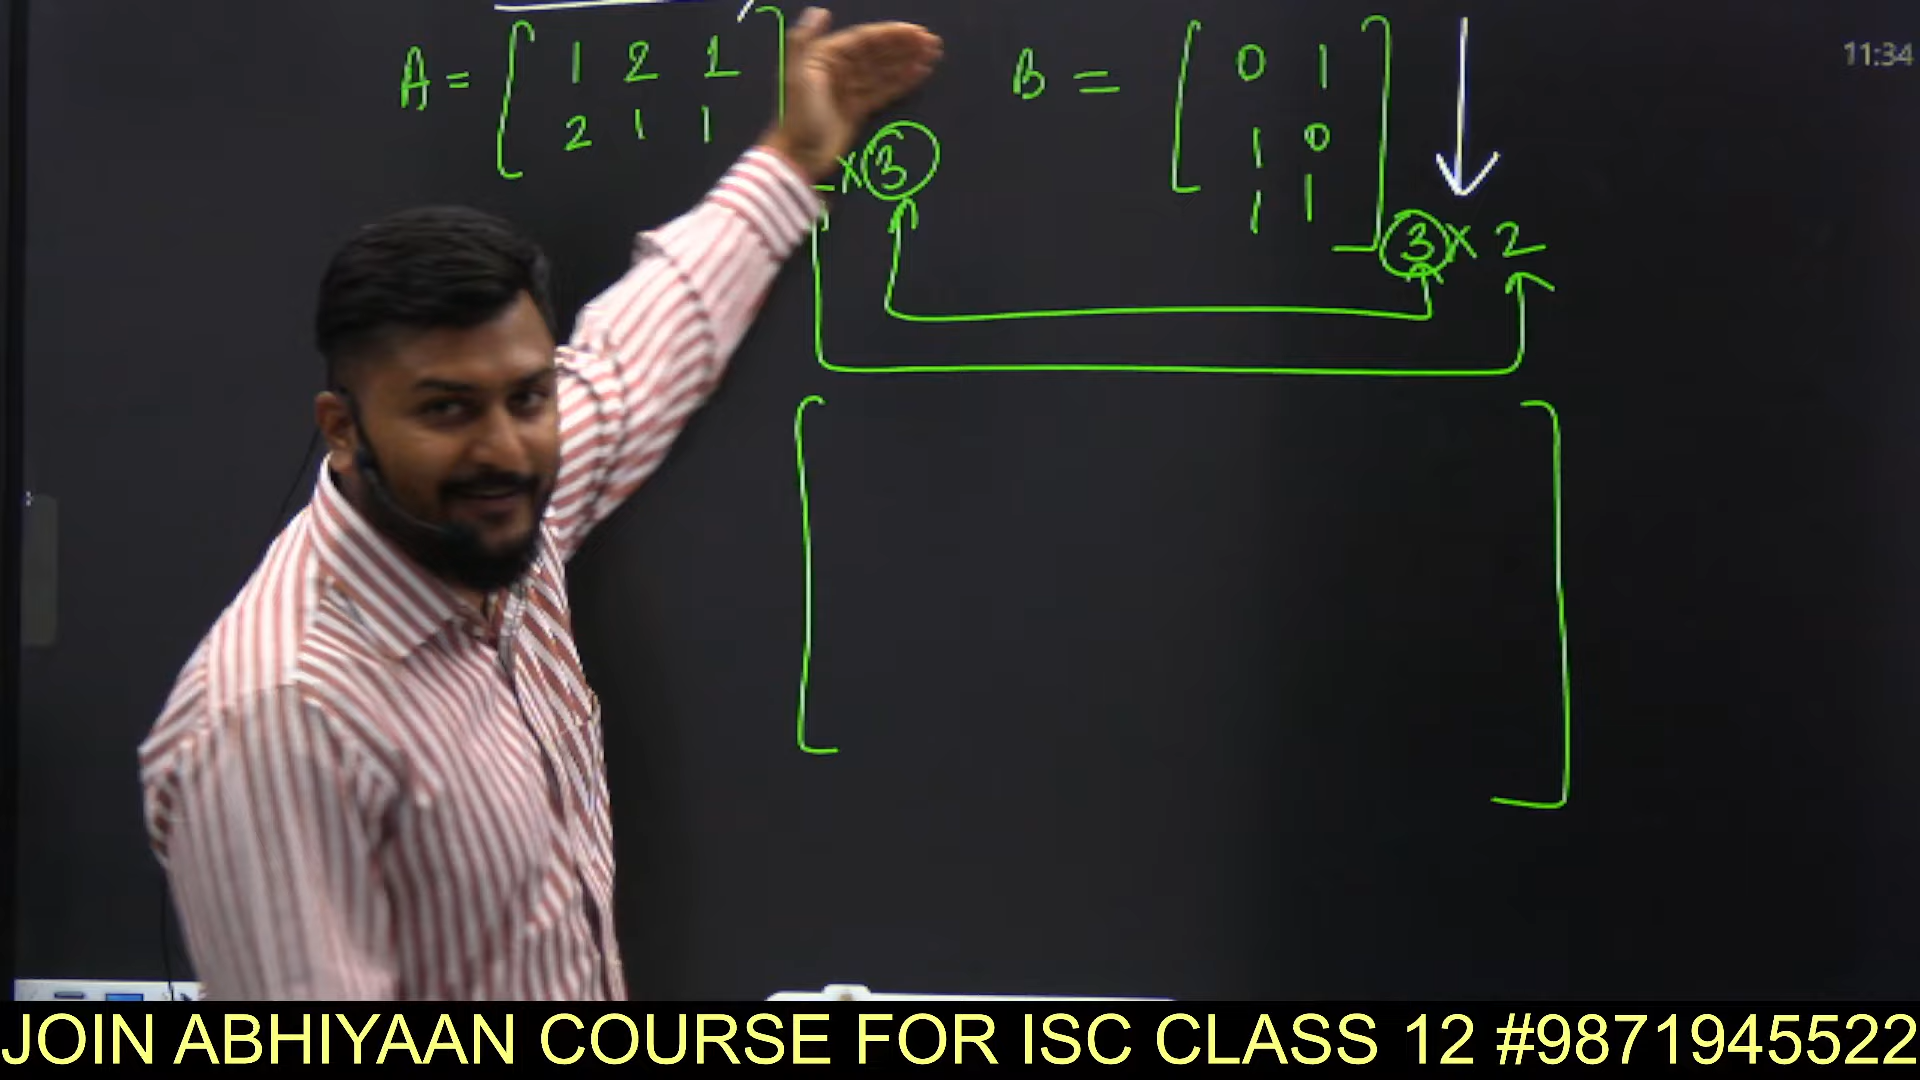 A = [ 1 2 1 B = [ 0 1 ] 11:34
2 1 1 1 0
× 3 1 1
3 × 2
JOIN ABHIYAAN COURSE FOR ISC CLASS 12 #9871945522